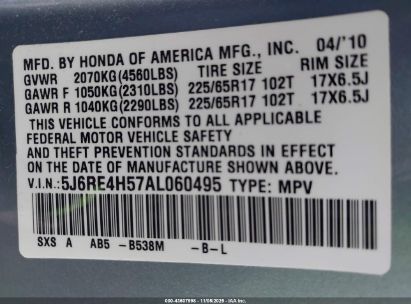 MFD. BY HONDA OF AMERICA MFG., INC. 04/'10
GVWR 2070KG(4560LBS) TIRE SIZE RIM SIZE
GAWR F 1050KG(2310LBS) 225/65R17 102T 17X6.5J
GAWR R 1040KG(2290LBS) 225/65R17 102T 17X6.5J
THIS VEHICLE CONFORMS TO ALL APPLICABLE
FEDERAL MOTOR VEHICLE SAFETY
AND THEFT PREVENTION STANDARDS IN EFFECT
ON THE DATE OF MANUFACTURE SHOWN ABOVE.
V.I.N.:5J6RE4H57AL060495 TYPE: MPV
SXS A AB5 -B538M -B-L